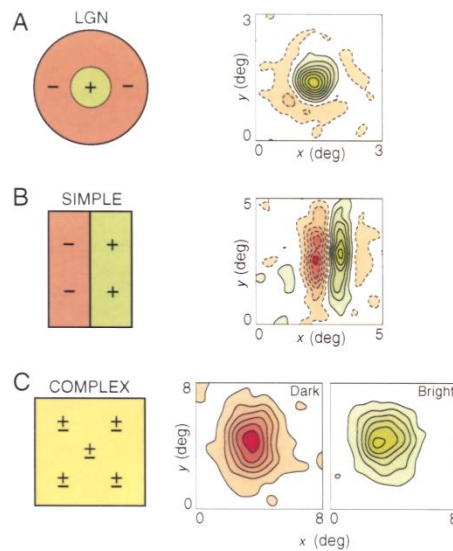 A
LGN
− + −
3
y (deg)
0
0 x (deg) 3
B
SIMPLE
− +
− +
5
y (deg)
0
0 x (deg) 5
C
COMPLEX
± ±
±
± ±
8
y (deg)
0
Dark
Bright
0 8 0 8
x (deg)